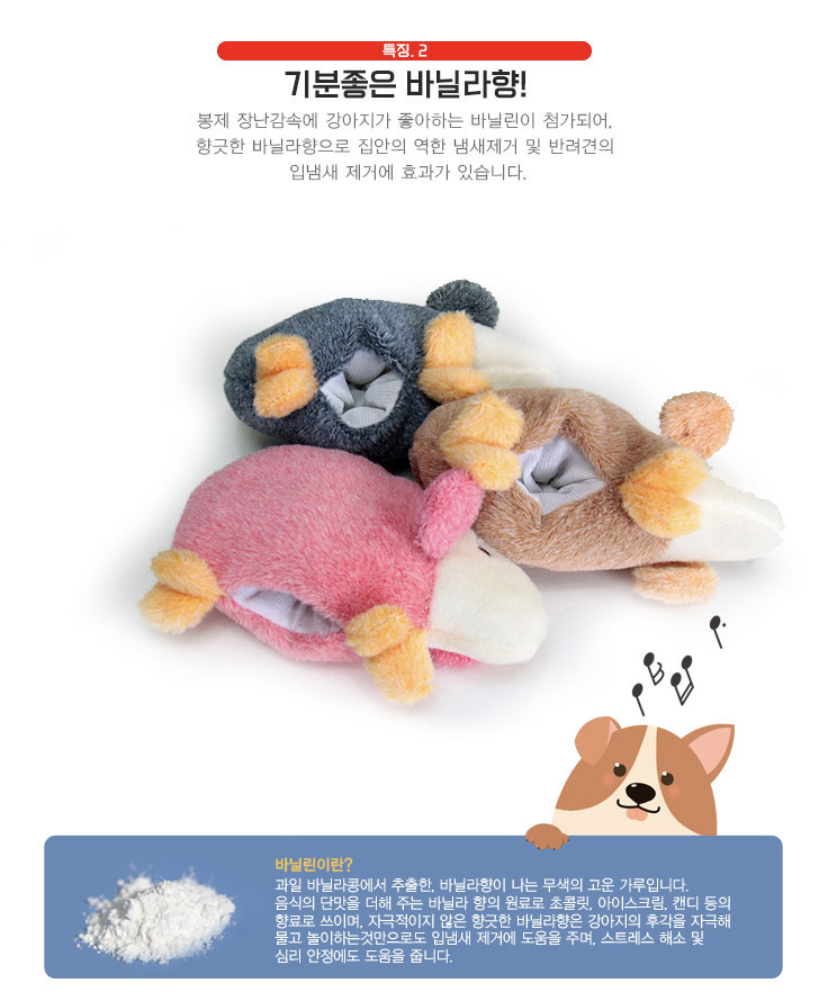 특징. 2
기분좋은 바닐라향!
봉제 장난감속에 강아지가 좋아하는 바닐린이 첨가되어,
향긋한 바닐라향으로 집안의 역한 냄새제거 및 반려견의
입냄새 제거에 효과가 있습니다.
바닐린이란?
과일 바닐라콩에서 추출한, 바닐라향이 나는 무색의 고운 가루입니다.
음식의 단맛을 더해 주는 바닐라 향의 원료로 초콜릿, 아이스크림, 캔디 등의
향료로 쓰이며, 자극적이지 않은 향긋한 바닐라향은 강아지의 후각을 자극해
물고 놀이하는것만으로도 입냄새 제거에 도움을 주며, 스트레스 해소 및
심리 안정에도 도움을 줍니다.